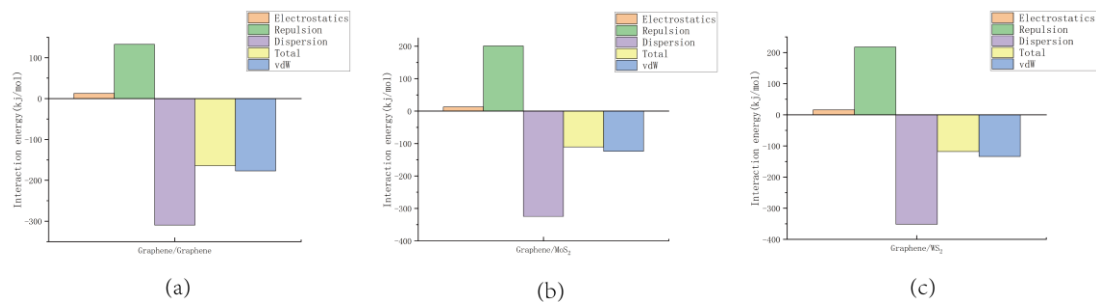 Electrostatics
Repulsion
Dispersion
Total
vdW
Interaction energy(kj/mol)
100
0
-100
-200
-300
Graphene/Graphene
(a)
Electrostatics
Repulsion
Dispersion
Total
vdW
Interaction energy(kj/mol)
200
100
0
-100
-200
-300
-400
Graphene/MoS₂
(b)
Electrostatics
Repulsion
Dispersion
Total
vdW
Interaction energy(kj/mol)
200
100
0
-100
-200
-300
-400
Graphene/WS₂
(c)